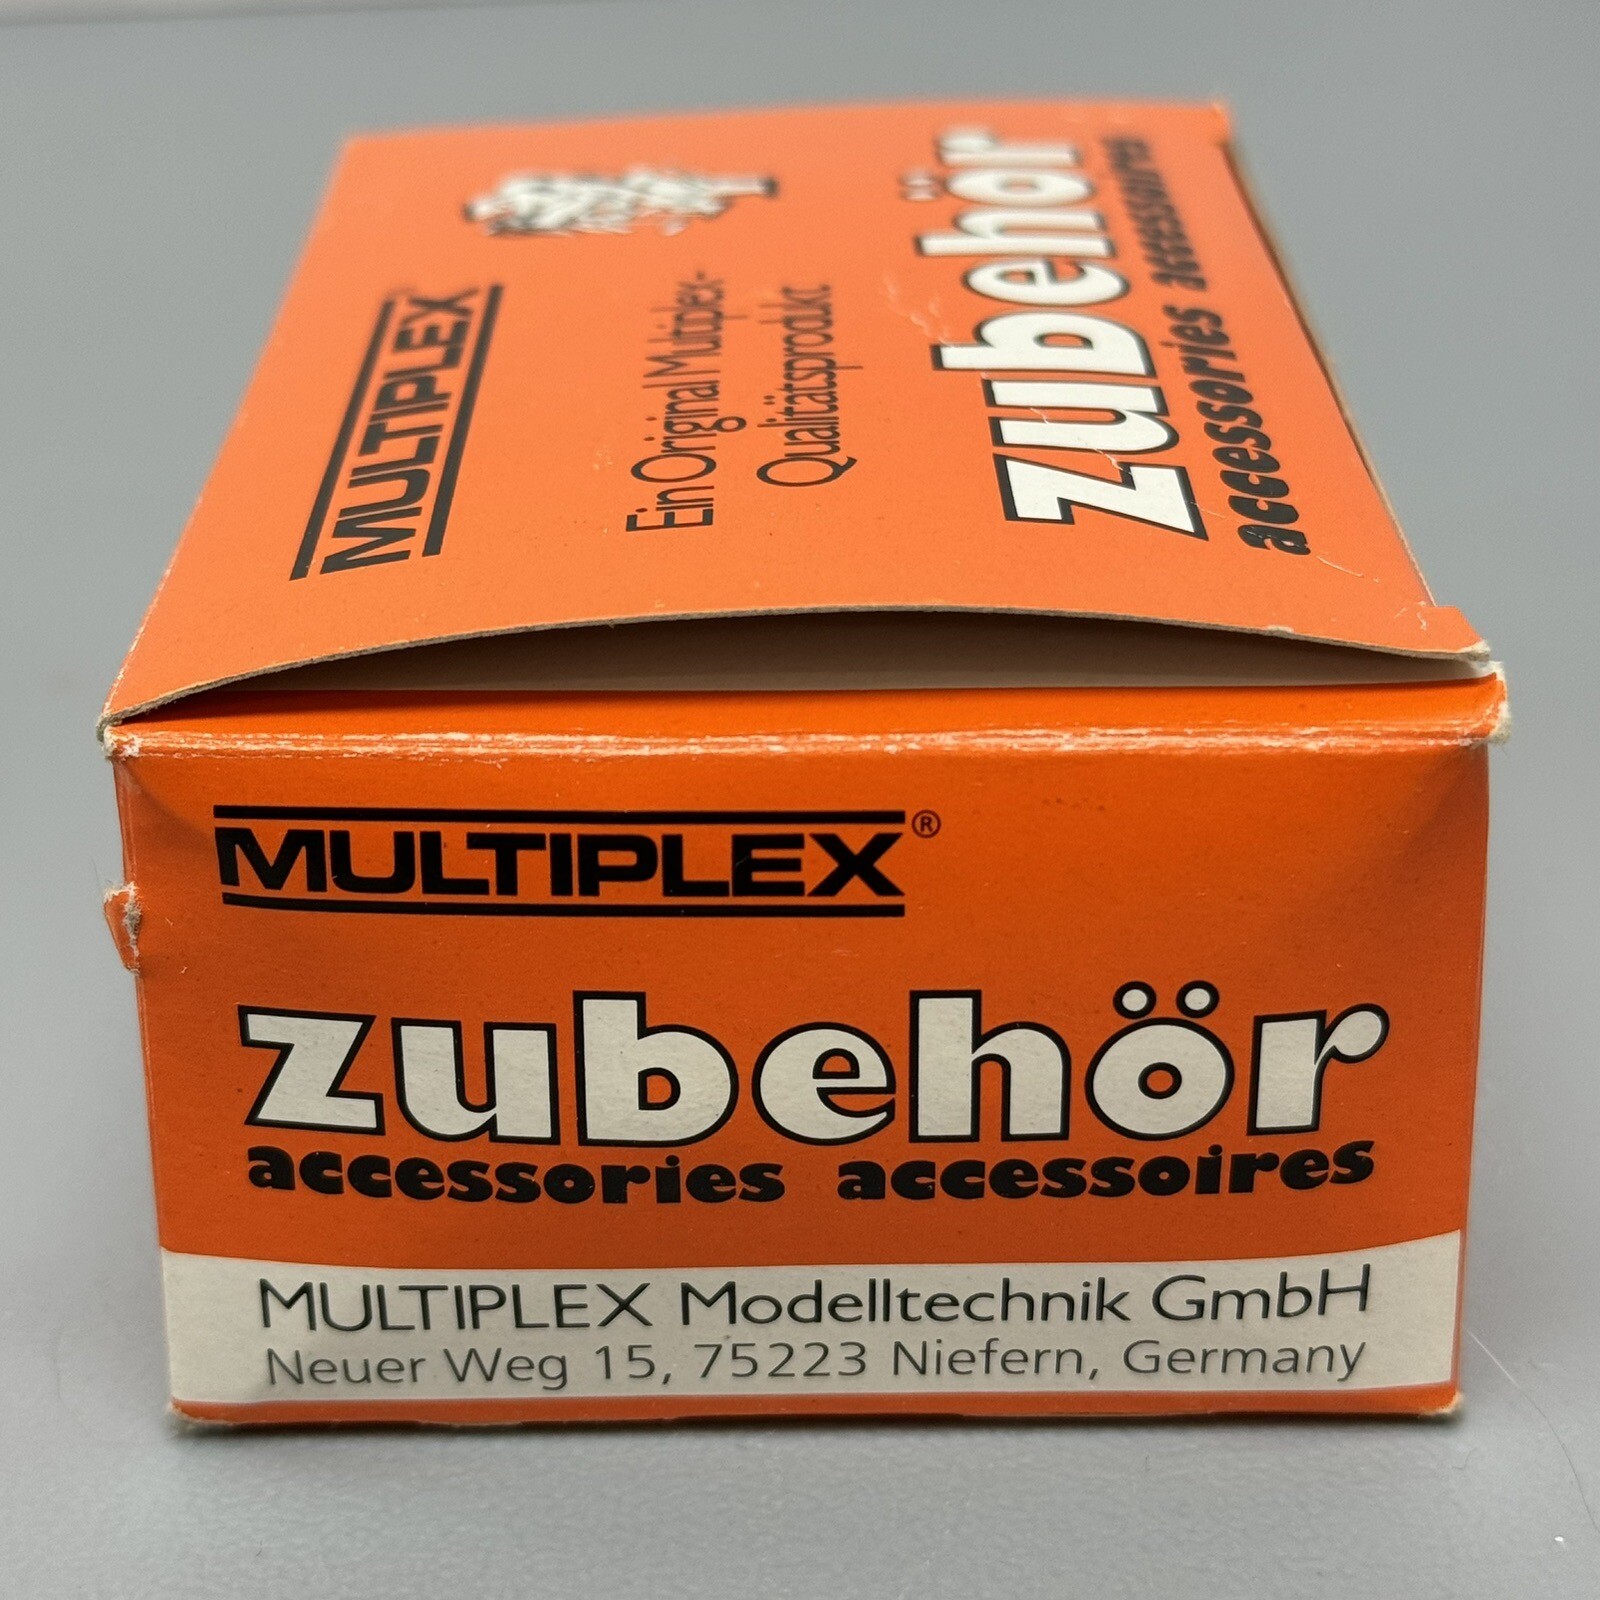 MULTIPLEX
Ein Original Multiplex-
Qualitätsprodukt
zubehör
accessories accessoires
MULTIPLEX®
zubehör
accessories accessoires
MULTIPLEX Modelltechnik GmbH
Neuer Weg 15, 75223 Niefern, Germany